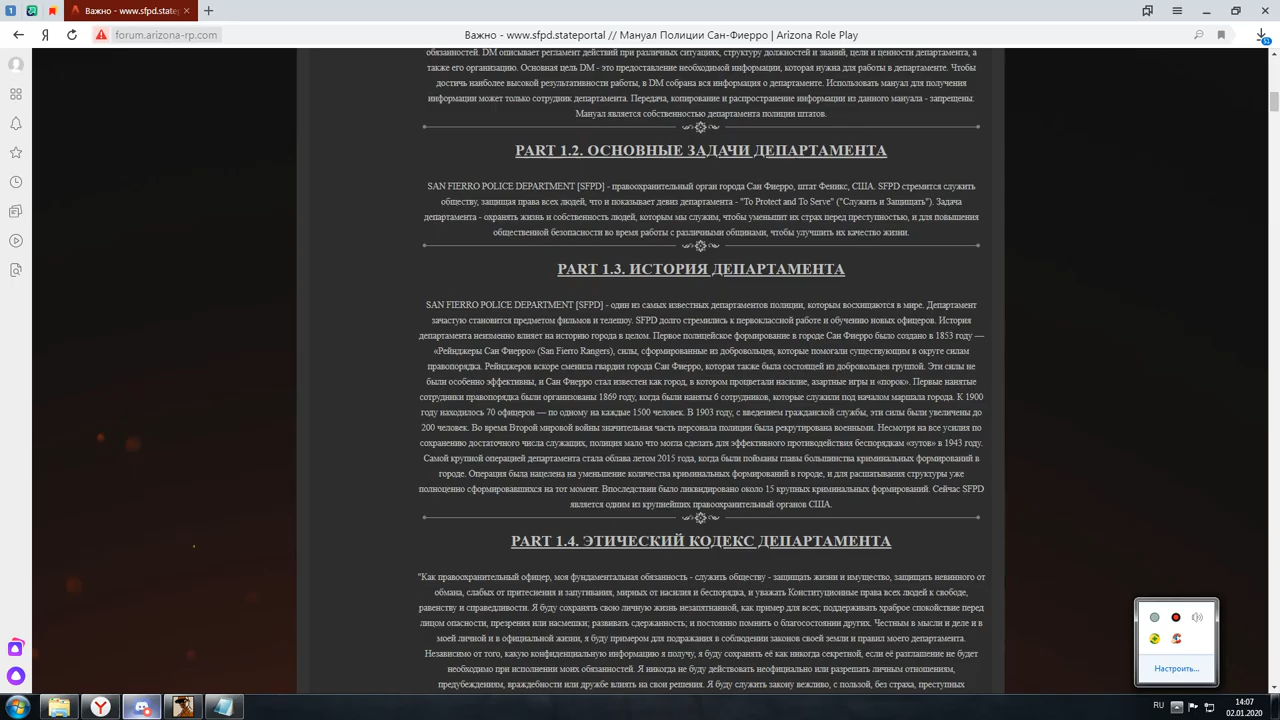 Важно - www.sfpd.statep
forum.arizona-rp.com
Важно - www.sfpd.stateportal // Мануал Полиции Сан-Фиерро | Arizona Role Play
обязанностей. DM описывает регламент действий при различных ситуациях, структуру должностей и званий, цели и ценности департамента, а
также его организацию. Основная цель DM - это предоставление необходимой информации, которая нужна для работы в департаменте. Чтобы
достичь наиболее высокой результативности работы, в DM собрана вся информация о департаменте. Использовать мануал для получения
информации может только сотрудник департамента. Передача, копирование и распространение информации из данного мануала - запрещены.
Мануал является собственностью департамента полиции штатов.
PART 1.2. ОСНОВНЫЕ ЗАДАЧИ ДЕПАРТАМЕНТА
SAN FIERRO POLICE DEPARTMENT [SFPD] - правоохранительный орган города Сан Фиерро, штат Феникс, США. SFPD стремится служить
обществу, защищая права всех людей, что и показывает девиз департамента - "To Protect and To Serve" ("Служить и Защищать"). Задача
департамента - охранять жизнь и собственность людей, которым мы служим, чтобы уменьшит их страх перед преступностью, и для повышения
общественной безопасности во время работы с различными общинами, чтобы улучшить их качество жизни.
PART 1.3. ИСТОРИЯ ДЕПАРТАМЕНТА
SAN FIERRO POLICE DEPARTMENT [SFPD] - один из самых известных департаментов полиции, которым восхищаются в мире. Департамент
зачастую становится предметом фильмов и телешоу. SFPD долго стремились к первоклассной работе и обучению новых офицеров. История
департамента неизменно влияет на историю города в целом. Первое полицейское формирование в городе Сан Фиерро было создано в 1853 году —
«Рейнджеры Сан Фиерро» (San Fierro Rangers), силы, сформированные из добровольцев, которые помогали существующим в округе силам
правопорядка. Рейнджеров вскоре сменила гвардия города Сан Фиерро, которая также была состоящей из добровольцев группой. Эти силы не
были особенно эффективны, и Сан Фиерро стал известен как город, в котором процветали насилие, азартные игры и «порок». Первые нанятые
сотрудники правопорядка были организованы 1869 году, когда были наняты 6 сотрудников, которые служили под началом маршала города. К 1900
году находилось 70 офицеров — по одному на каждые 1500 человек. В 1903 году, с введением гражданской службы, эти силы были увеличены до
200 человек. Во время Второй мировой войны значительная часть персонала полиции была рекрутирована военными. Несмотря на все усилия по
сохранению достаточного числа служащих, полиция мало что могла сделать для эффективного противодействия беспорядкам «зутов» в 1943 году.
Самой крупной операцией департамента стала облава летом 2015 года, когда были пойманы главы большинства криминальных формирований в
городе. Операция была нацелена на уменьшение количества криминальных формирований в городе, и для расшатывания структуры уже
полноценно сформировавшихся на тот момент. Впоследствии было ликвидировано около 15 крупных криминальных формирований. Сейчас SFPD
является одним из крупнейших правоохранительный органов США.
PART 1.4. ЭТИЧЕСКИЙ КОДЕКС ДЕПАРТАМЕНТА
"Как правоохранительный офицер, моя фундаментальная обязанность - служить обществу - защищать жизни и имущество, защищать невинного от
обмана, слабых от притеснения и запугивания, мирных от насилия и беспорядка, и уважать Конституционные права всех людей к свободе,
равенству и справедливости. Я буду сохранять свою личную жизнь незапятнанной, как пример для всех; поддерживать храброе спокойствие перед
лицом опасности, презрения или насмешки; развивать сдержанность; и постоянно помнить о благосостоянии других. Честным в мысли и деле и в
моей личной и в официальной жизни, я буду примером для подражания в соблюдении законов своей земли и правил моего департамента.
Независимо от того, какую конфиденциальную информацию я получу, я буду сохранять её как никогда секретной, если её разглашение не будет
необходимо при исполнении моих обязанностей. Я никогда не буду действовать неофициально или разрешать личным отношениям,
предубеждениям, враждебности или дружбе влиять на свои решения. Я буду служить закону вежливо, с пользой, без страха, преступных
Настроить...
RU
14:07
02.01.2020